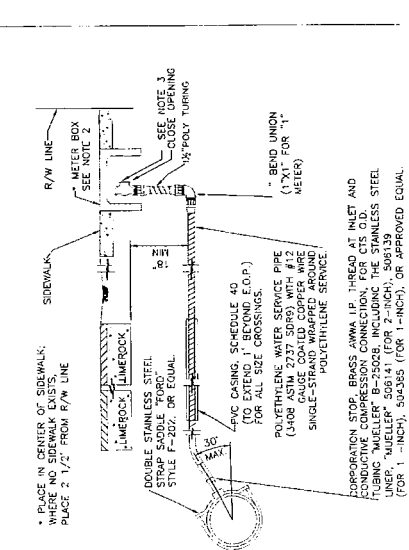 * PLACE IN CENTER OF SIDEWALK;
WHERE NO SIDEWALK EXISTS,
PLACE 2 1/2' FROM R/W LINE
SIDEWALK
R/W LINE
* METER BOX
SEE NOTE 2
SEE NOTE 3
CLOSE OPENING
1½" POLY TUBING
LIMEROCK
LIMEROCK
18"
MIN
" BEND UNION
(1"X1" FOR "1"
METER)
DOUBLE STAINLESS STEEL
STRAP SADDLE "FORD"
STYLE F-202, OR EQUAL.
PVC CASING, SCHEDULE 40
(TO EXTEND 1' BEYOND E.O.P.)
FOR ALL SIZE CROSSINGS.
POLYETHYLENE WATER SERVICE PIPE
(3408 ASTM 2737 SDR9) WITH #12
GAUGE COATED COPPER WIRE
SINGLE-STRAND WRAPPED AROUND
POLYETHYLENE SERVICE.
30°
MAX.
CORPORATION STOP, BRASS AWWA I.P. THREAD AT INLET AND
CONDUCTIVE COMPRESSION CONNECTION, FOR CTS O.D.
TUBING "MUELLER" B-25028, INCLUDING THE STAINLESS STEEL
LINER, "MUELLER" 506141 (FOR 2-INCH), 506139
(FOR 1 -INCH), 504385 (FOR 1-INCH), OR APPROVED EQUAL.